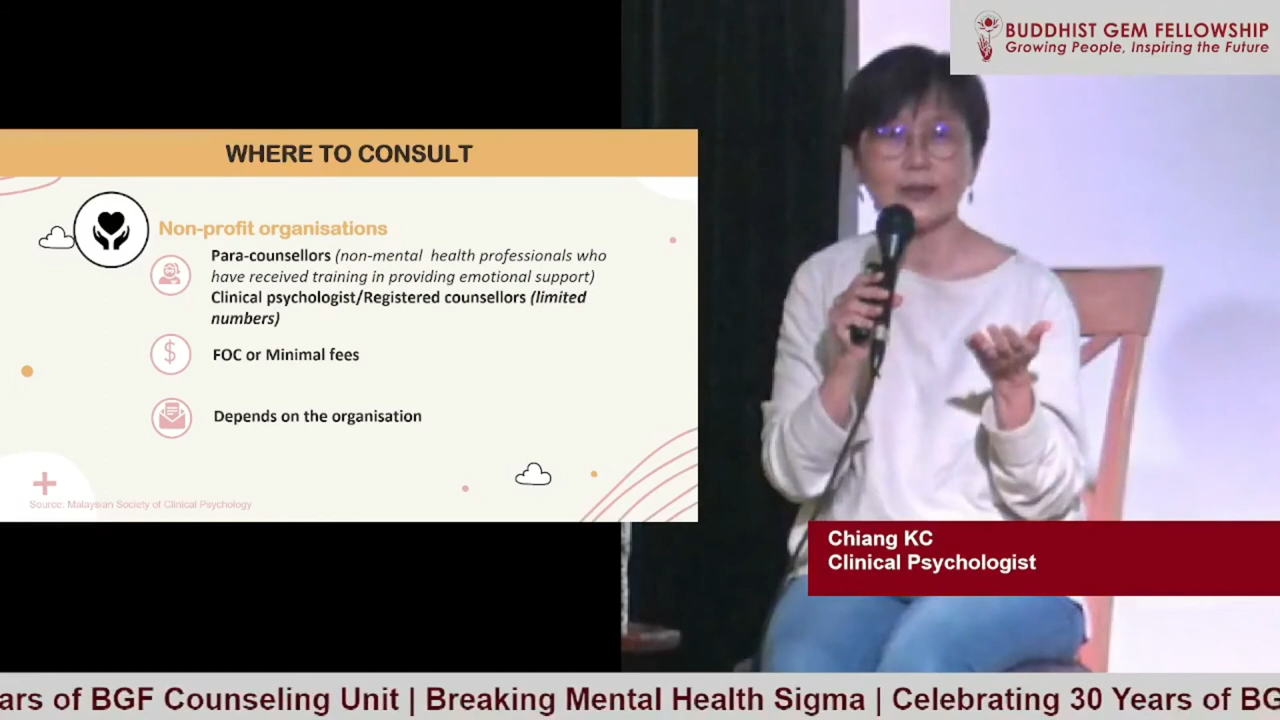 BUDDHIST GEM FELLOWSHIP
Growing People, Inspiring the Future
WHERE TO CONSULT
Non-profit organisations
Para-counsellors (non-mental health professionals who
have received training in providing emotional support)
Clinical psychologist/Registered counsellors (limited
numbers)
$
FOC or Minimal fees
Depends on the organisation
Source: Malaysian Society of Clinical Psychology
Chiang KC
Clinical Psychologist
ars of BGF Counseling Unit | Breaking Mental Health Sigma | Celebrating 30 Years of BG